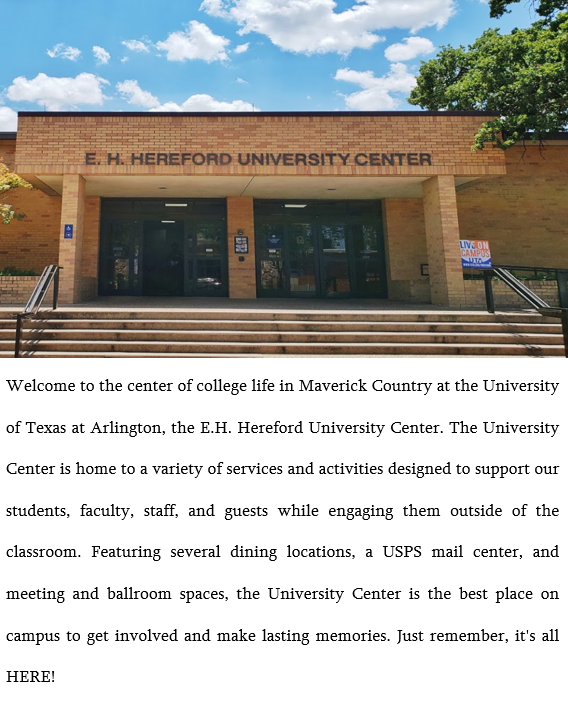 E. H. HEREFORD UNIVERSITY CENTER
LIVE ON
CAMPUS
Welcome to the center of college life in Maverick Country at the University
of Texas at Arlington, the E.H. Hereford University Center. The University
Center is home to a variety of services and activities designed to support our
students, faculty, staff, and guests while engaging them outside of the
classroom. Featuring several dining locations, a USPS mail center, and
meeting and ballroom spaces, the University Center is the best place on
campus to get involved and make lasting memories. Just remember, it's all
HERE!